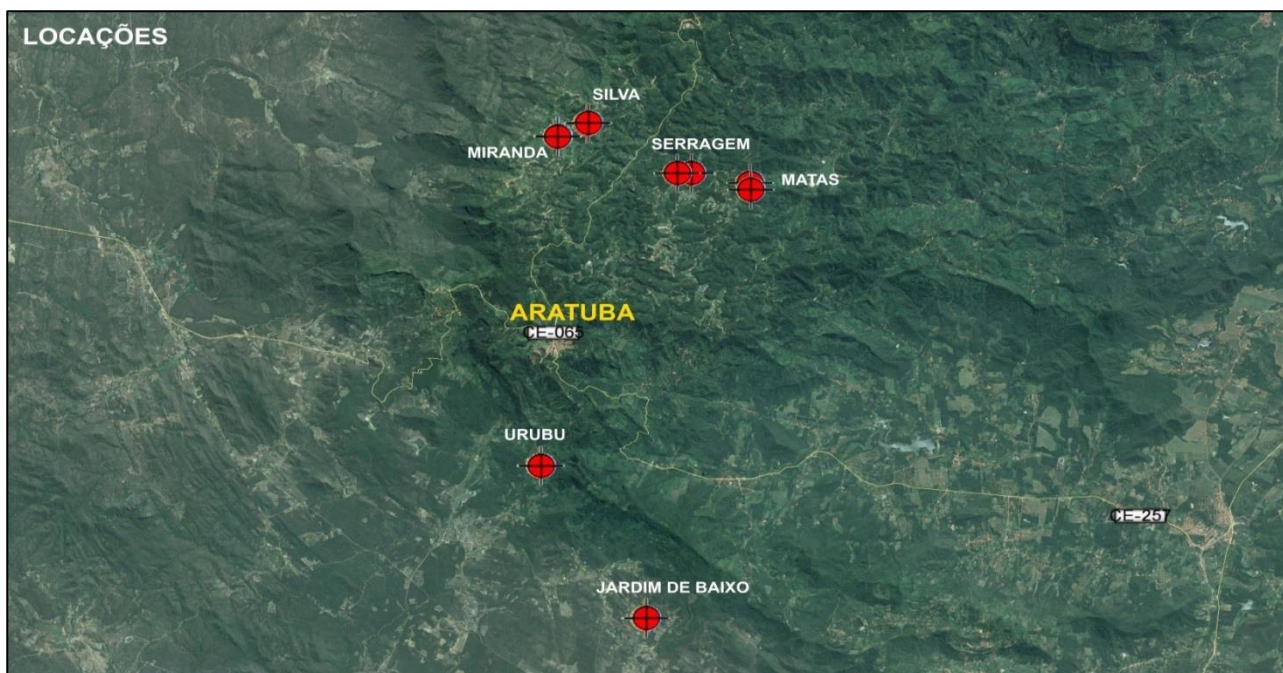 LOCAÇÕES
SILVA
MIRANDA
SERRAGEM
MATAS
ARATUBA
CE-065
URUBU
CE-257
JARDIM DE BAIXO